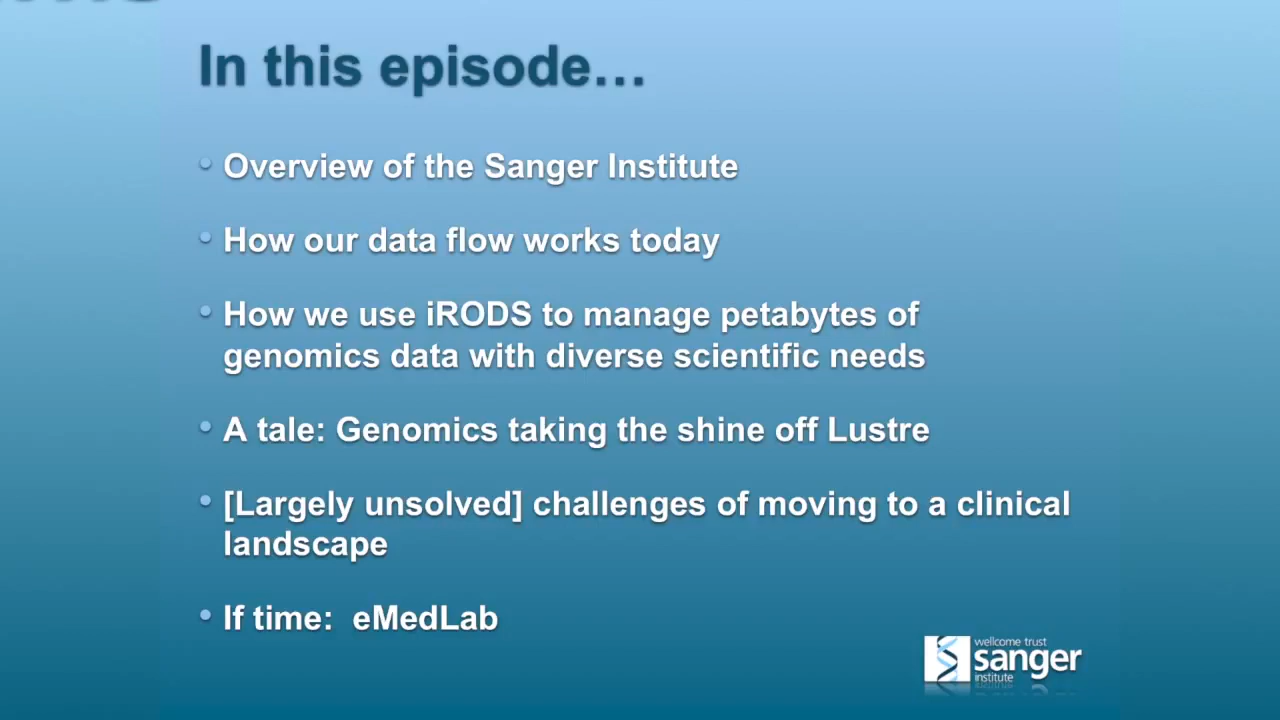 In this episode…
• Overview of the Sanger Institute
• How our data flow works today
• How we use iRODS to manage petabytes of
genomics data with diverse scientific needs
• A tale: Genomics taking the shine off Lustre
• [Largely unsolved] challenges of moving to a clinical
landscape
• If time: eMedLab
wellcome trust
sanger
institute